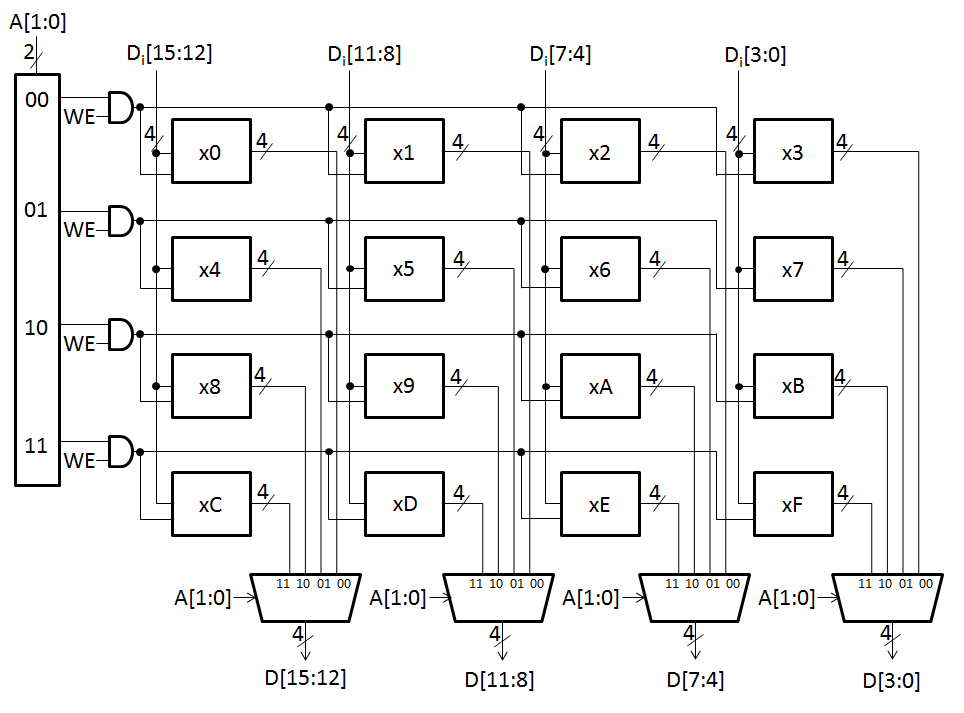 A[1:0]
2
Di[15:12] Di[11:8] Di[7:4] Di[3:0]
00
WE
4 x0 4 4 x1 4 4 x2 4 4 x3 4
01
WE
x4 4 x5 4 x6 4 x7 4
10
WE
x8 4 x9 4 xA 4 xB 4
11
WE
xC 4 xD 4 xE 4 xF 4
11 10 01 00 11 10 01 00 11 10 01 00 11 10 01 00
A[1:0] A[1:0] A[1:0] A[1:0]
4 4 4 4
D[15:12] D[11:8] D[7:4] D[3:0]